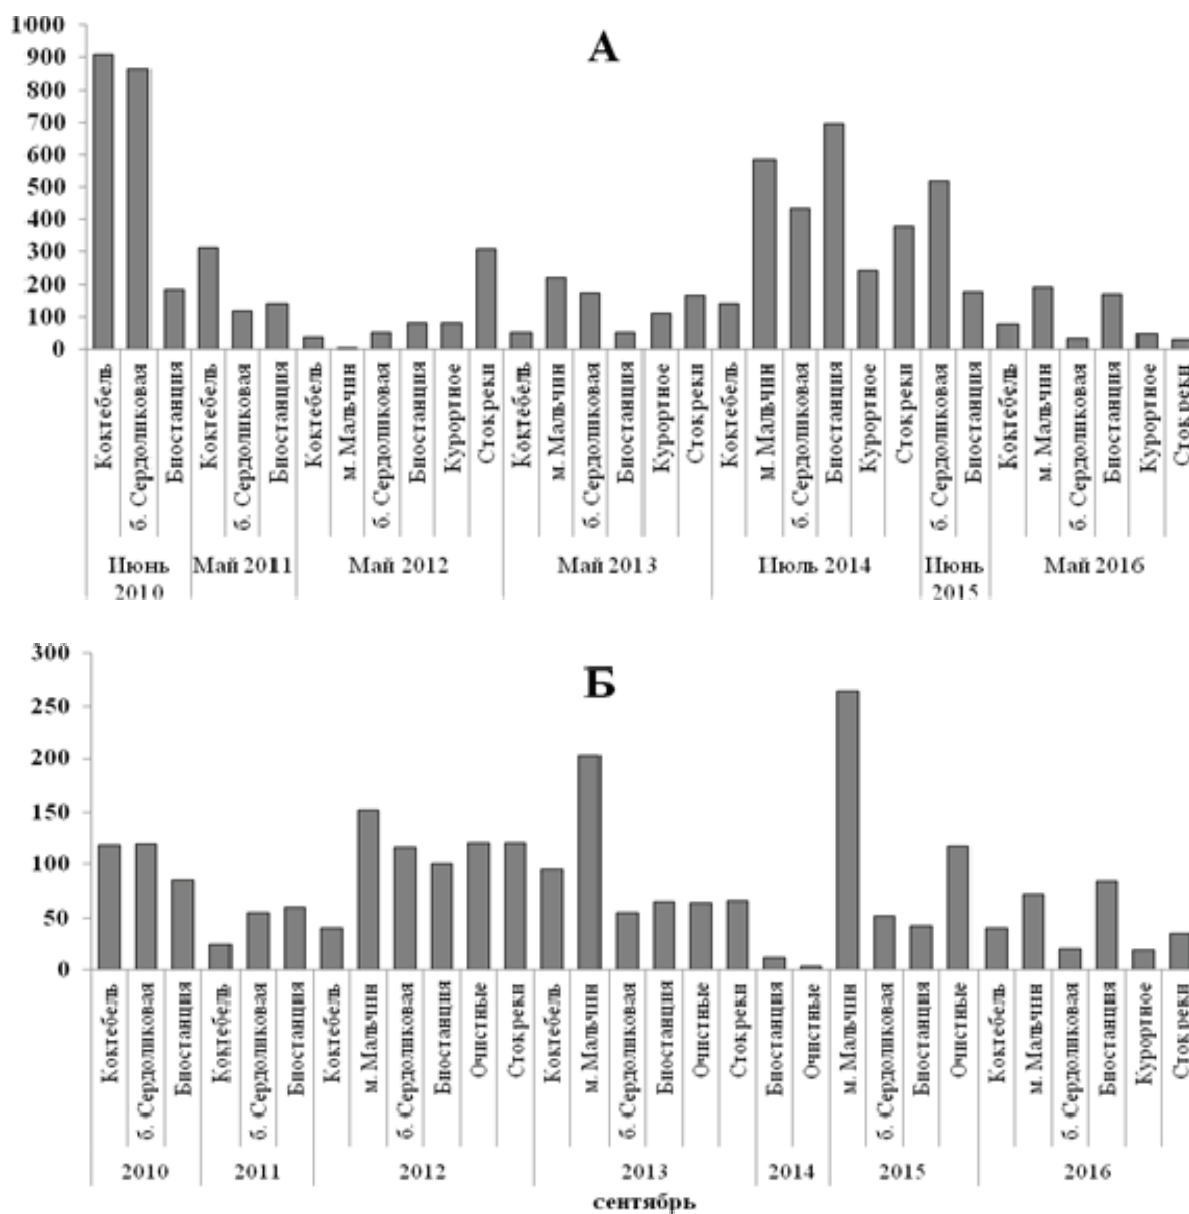 А
1000
900
800
700
600
500
400
300
200
100
0
Коктебель
б. Сердоликовая
Биостанция
Коктебель
б. Сердоликовая
Биостанция
Коктебель
м. Мальчин
б. Сердоликовая
Биостанция
Курортное
Сток реки
Коктебель
м. Мальчин
б. Сердоликовая
Биостанция
Курортное
Сток реки
Коктебель
м. Мальчин
б. Сердоликовая
Биостанция
Курортное
Сток реки
б. Сердоликовая
Биостанция
Коктебель
м. Мальчин
б. Сердоликовая
Биостанция
Курортное
Сток реки
Июнь
2010
Май 2011
Май 2012
Май 2013
Июль 2014
Июнь
2015
Май 2016
Б
300
250
200
150
100
50
0
Коктебель
б. Сердоликовая
Биостанция
Коктебель
б. Сердоликовая
Биостанция
Коктебель
м. Мальчин
б. Сердоликовая
Биостанция
Очистные
Сток реки
Коктебель
м. Мальчин
б. Сердоликовая
Биостанция
Очистные
Сток реки
Биостанция
Очистные
м. Мальчин
б. Сердоликовая
Биостанция
Очистные
Коктебель
м. Мальчин
б. Сердоликовая
Биостанция
Курортное
Сток реки
2010
2011
2012
2013
2014
2015
2016
сентябрь